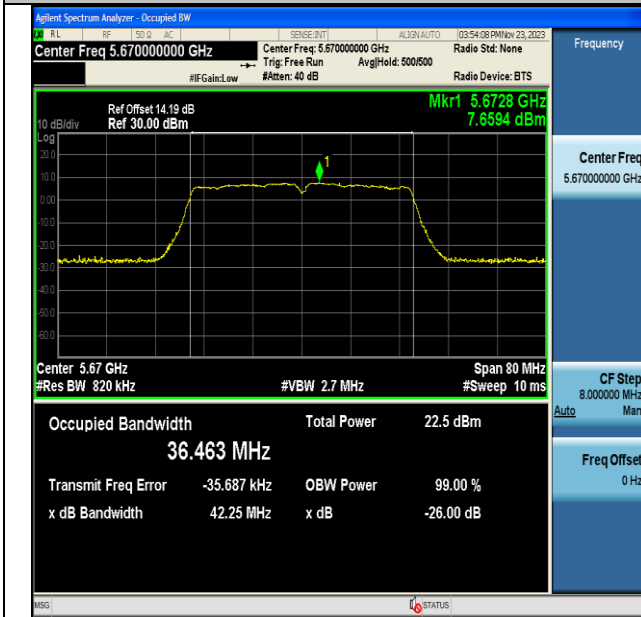 Agilent Spectrum Analyzer - Occupied BW
RL RF 50 Ω AC SENSE:INT ALIGN AUTO 03:54:08 PM Nov 23, 2023
Center Freq 5.670000000 GHz Center Freq: 5.670000000 GHz Radio Std: None Frequency
Trig: Free Run Avg|Hold: 500/500
#IFGain:Low #Atten: 40 dB Radio Device: BTS
Ref Offset 14.19 dB Mkr1 5.6728 GHz
10 dB/div Ref 30.00 dBm 7.6594 dBm
Log
20.0
10.0
0.00
-10.0
-20.0
-30.0
-40.0
-50.0
-60.0
1
Center Freq
5.670000000 GHz
Center 5.67 GHz Span 80 MHz
#Res BW 820 kHz #VBW 2.7 MHz #Sweep 10 ms
CF Step
8.000000 MHz
Auto Man
Occupied Bandwidth Total Power 22.5 dBm
36.463 MHz
Freq Offset
0 Hz
Transmit Freq Error -35.687 kHz OBW Power 99.00 %
x dB Bandwidth 42.25 MHz x dB -26.00 dB
MSG STATUS